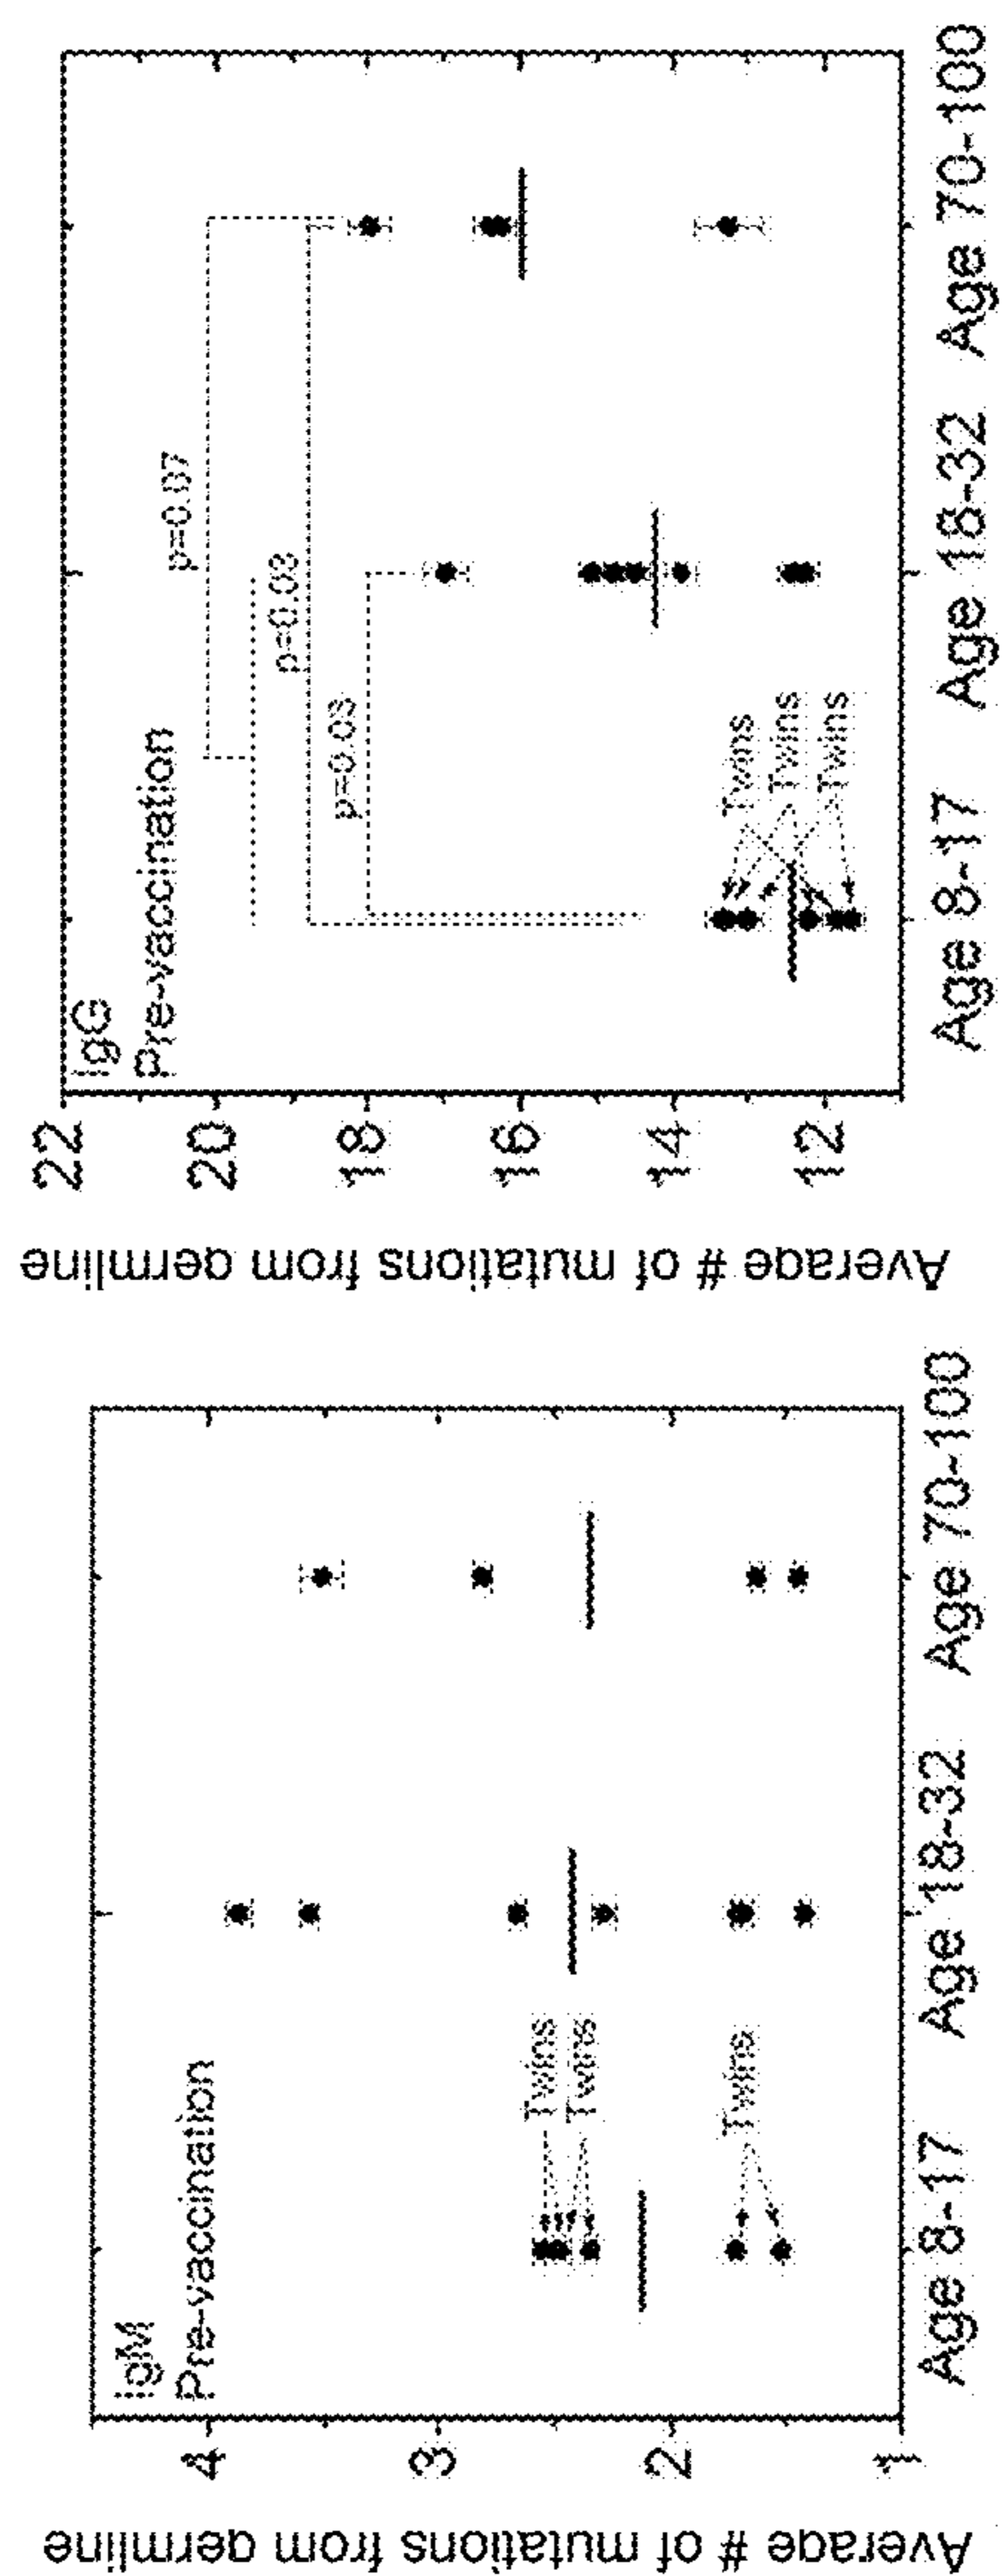 Average # of mutations from germline
4
3
2
1
IgM
Pre-vaccination
Twins
Twins
Twins
Age 8-17 Age 18-32 Age 70-100
Average # of mutations from germline
22
20
18
16
14
12
IgG
Pre-vaccination
p=0.07
p=0.03
Twins
Twins
Twins
Age 8-17 Age 18-32 Age 70-100